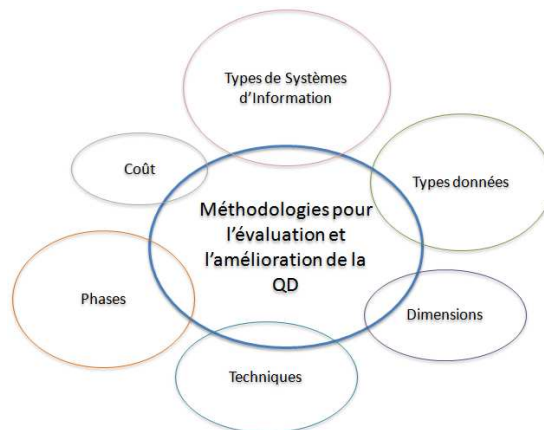 Types de Systèmes
d'Information
Coût
Types données
Méthodologies pour
l'évaluation et
l'amélioration de la
QD
Phases
Dimensions
Techniques